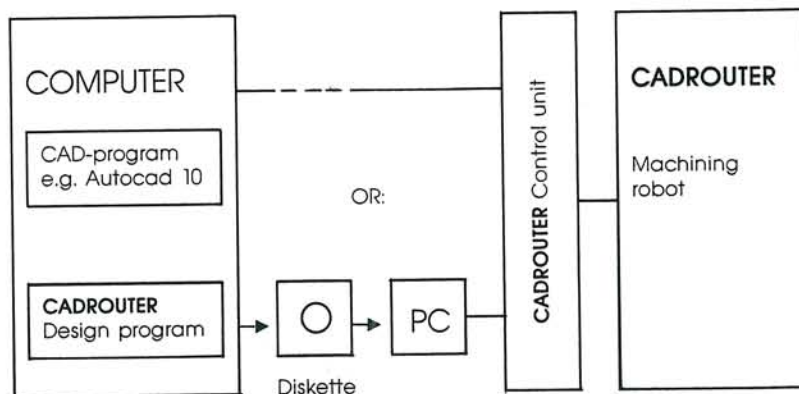 COMPUTER
CAD-program
e.g. Autocad 10
CADROUTER
Design program
OR:
Diskette
PC
CADROUTER Control unit
CADROUTER
Machining
robot